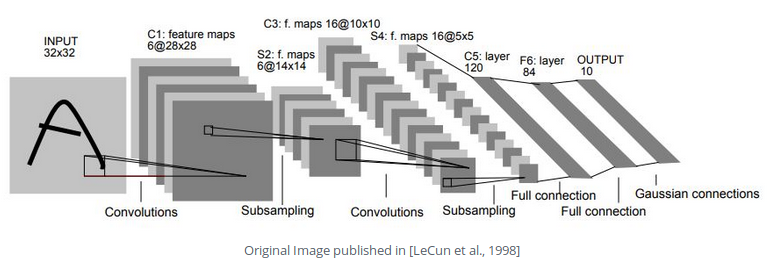 INPUT
32x32
C1: feature maps
6@28x28
S2: f. maps
6@14x14
C3: f. maps 16@10x10
S4: f. maps 16@5x5
C5: layer
120
F6: layer
84
OUTPUT
10
Convolutions
Subsampling
Convolutions
Subsampling
Full connection
Full connection
Gaussian connections
Original Image published in [LeCun et al., 1998]